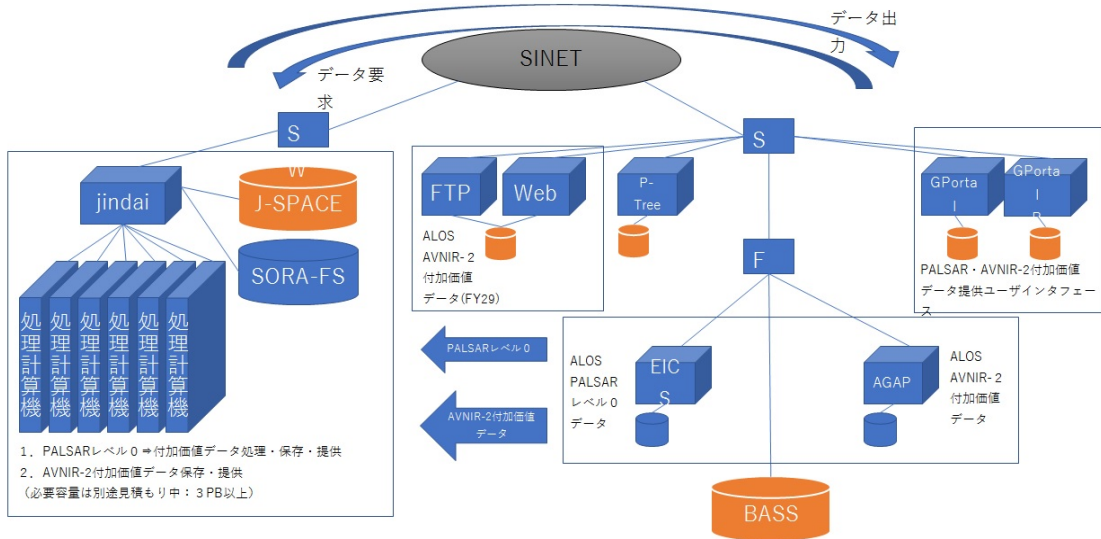 データ出
力
SINET
データ要
求
S
W
S
jindai
J-SPACE
SORA-FS
処理計算機
処理計算機
処理計算機
処理計算機
処理計算機
処理計算機
1．PALSARレベル０⇒付加価値データ処理・保存・提供
2．AVNIR-2付加価値データ保存・提供
（必要容量は別途見積もり中：３PB以上）
FTP
Web
ALOS
AVNIR-2
付加価値
データ(FY29)
P-
Tree
GPorta
l
GPorta
l
PALSAR・AVNIR-2付加価値
データ提供ユーザインタフェー
ス
F
PALSARレベル０
AVNIR-2付加価値
データ
ALOS
PALSAR
レベル０
データ
EIC
S
AGAP
ALOS
AVNIR-2
付加価値
データ
BASS